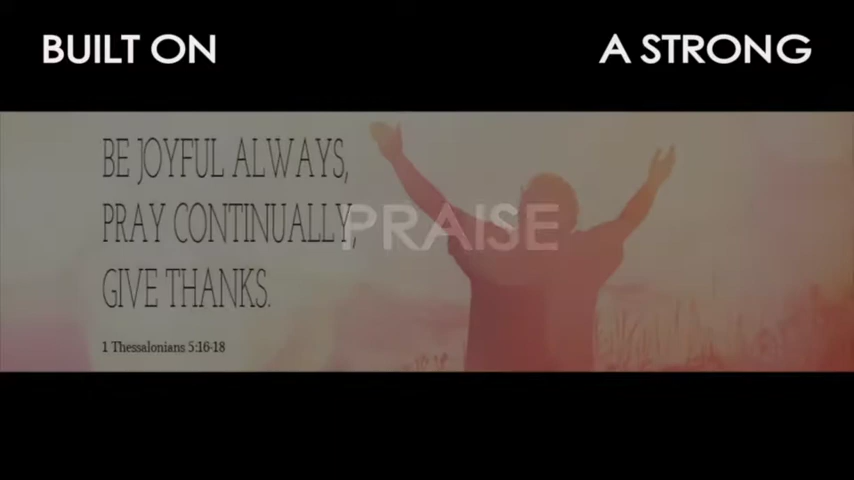 BUILT ON A STRONG
BE JOYFUL ALWAYS,
PRAY CONTINUALLY,
PRAISE
GIVE THANKS.
1 Thessalonians 5:16-18